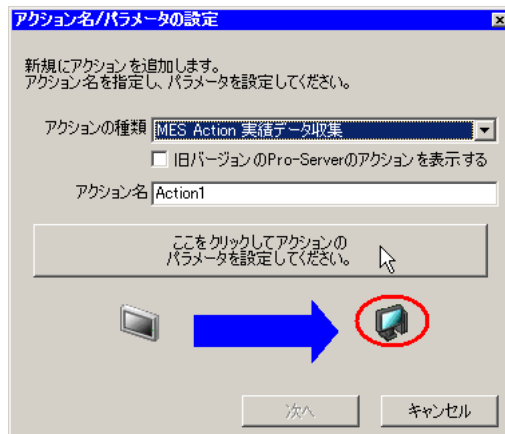 アクション名/パラメータの設定
新規にアクションを追加します。
アクション名を指定し、パラメータを設定してください。
アクションの種類 MES Action 実績データ収集
旧バージョンのPro-Serverのアクションを表示する
アクション名 Action1
ここをクリックしてアクションの
パラメータを設定してください。
次へ キャンセル